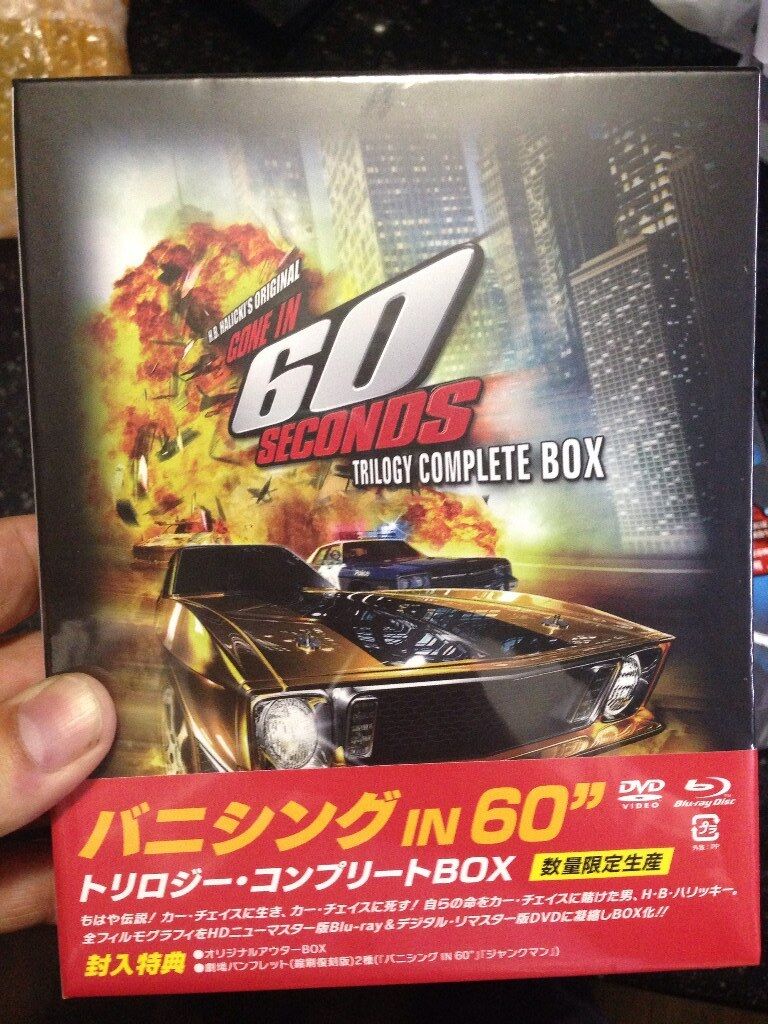 H.B. HALICKI'S ORIGINAL
GONE IN
60
SECONDS
TRILOGY COMPLETE BOX
POLICE
バニシング IN 60”
DVD
VIDEO
Blu-ray Disc
プラ
外装：PP
トリロジー・コンプリートBOX
数量限定生産
もはや伝説！ カー・チェイスに生き、カー・チェイスに死す！ 自らの命をカー・チェイスに賭けた男、H・B・ハリッキー。
全フィルモグラフィをHDニューマスター版Blu-ray＆デジタル・リマスター版DVDに凝縮しBOX化!!
封入特典
●オリジナルアウターBOX
●劇場パンフレット(縮刷復刻版)2種(『バニシング IN 60”』『ジャンクマン』)